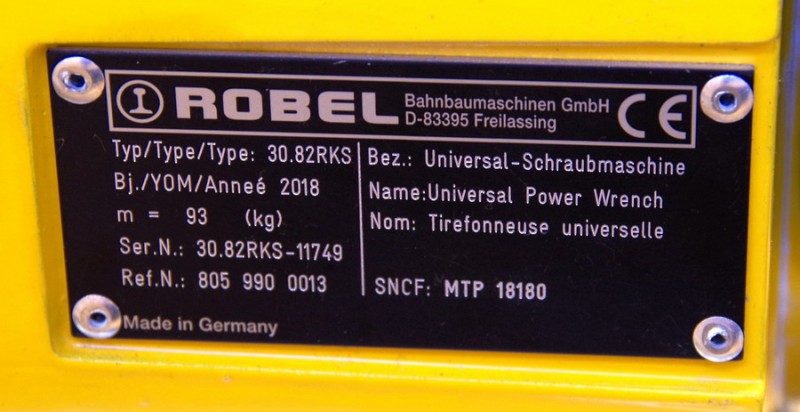 ROBEL Bahnbaumaschinen GmbH
D-83395 Freilassing
CE
Typ/Type/Type: 30.82RKS
Bj./YOM/Anneé 2018
m = 93 (kg)
Ser.N.: 30.82RKS-11749
Ref.N.: 805 990 0013
Bez.: Universal-Schraubmaschine
Name:Universal Power Wrench
Nom: Tirefonneuse universelle
SNCF: MTP 18180
Made in Germany